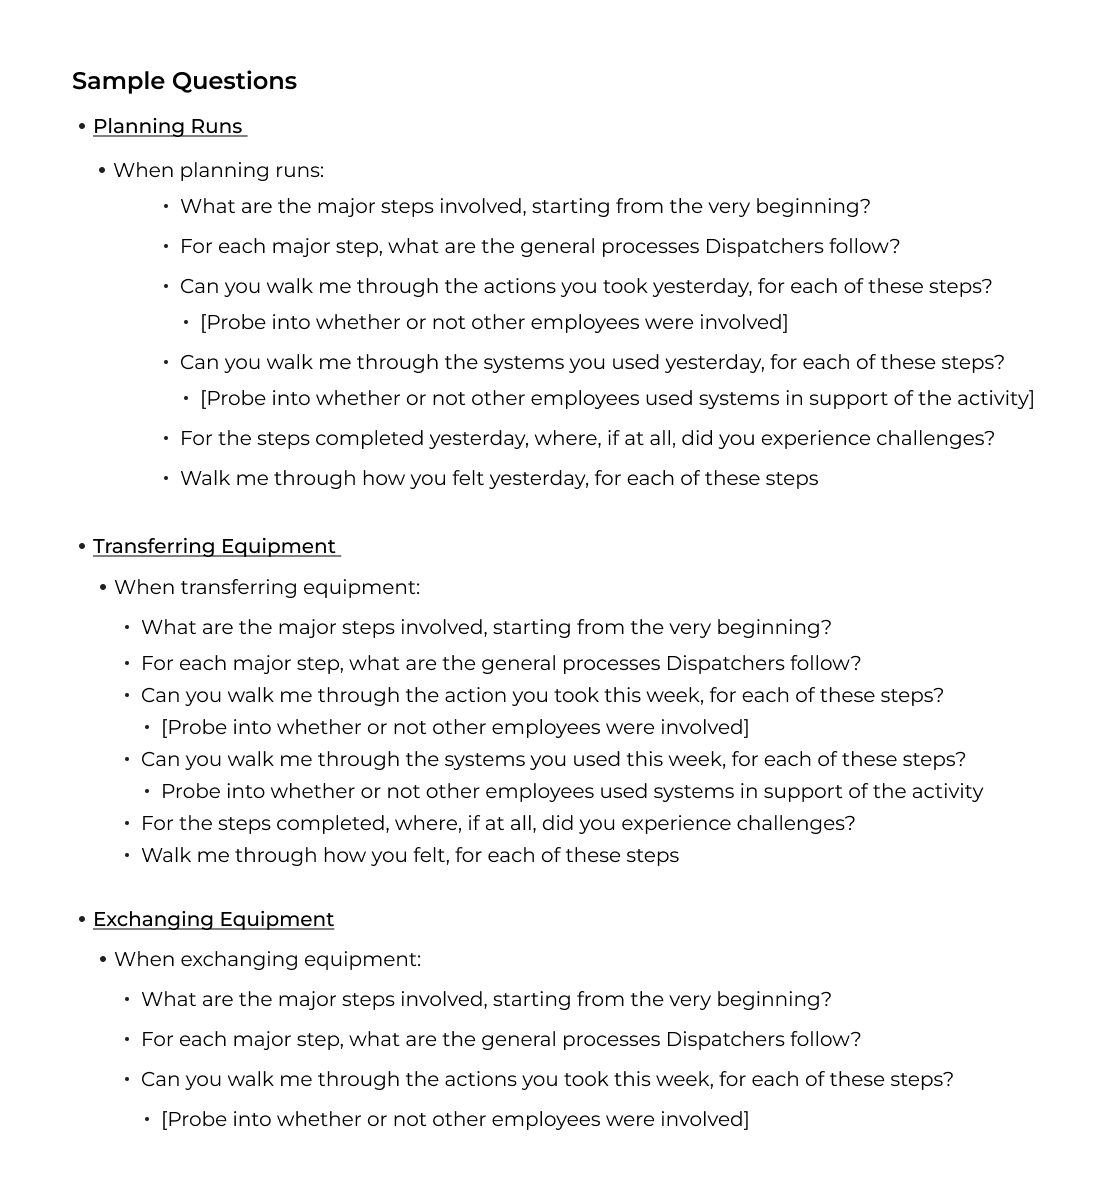 Sample Questions
• Planning Runs
• When planning runs:
• What are the major steps involved, starting from the very beginning?
• For each major step, what are the general processes Dispatchers follow?
• Can you walk me through the actions you took yesterday, for each of these steps?
• [Probe into whether or not other employees were involved]
• Can you walk me through the systems you used yesterday, for each of these steps?
• [Probe into whether or not other employees used systems in support of the activity]
• For the steps completed yesterday, where, if at all, did you experience challenges?
• Walk me through how you felt yesterday, for each of these steps
• Transferring Equipment
• When transferring equipment:
• What are the major steps involved, starting from the very beginning?
• For each major step, what are the general processes Dispatchers follow?
• Can you walk me through the action you took this week, for each of these steps?
• [Probe into whether or not other employees were involved]
• Can you walk me through the systems you used this week, for each of these steps?
• Probe into whether or not other employees used systems in support of the activity
• For the steps completed, where, if at all, did you experience challenges?
• Walk me through how you felt, for each of these steps
• Exchanging Equipment
• When exchanging equipment:
• What are the major steps involved, starting from the very beginning?
• For each major step, what are the general processes Dispatchers follow?
• Can you walk me through the actions you took this week, for each of these steps?
• [Probe into whether or not other employees were involved]